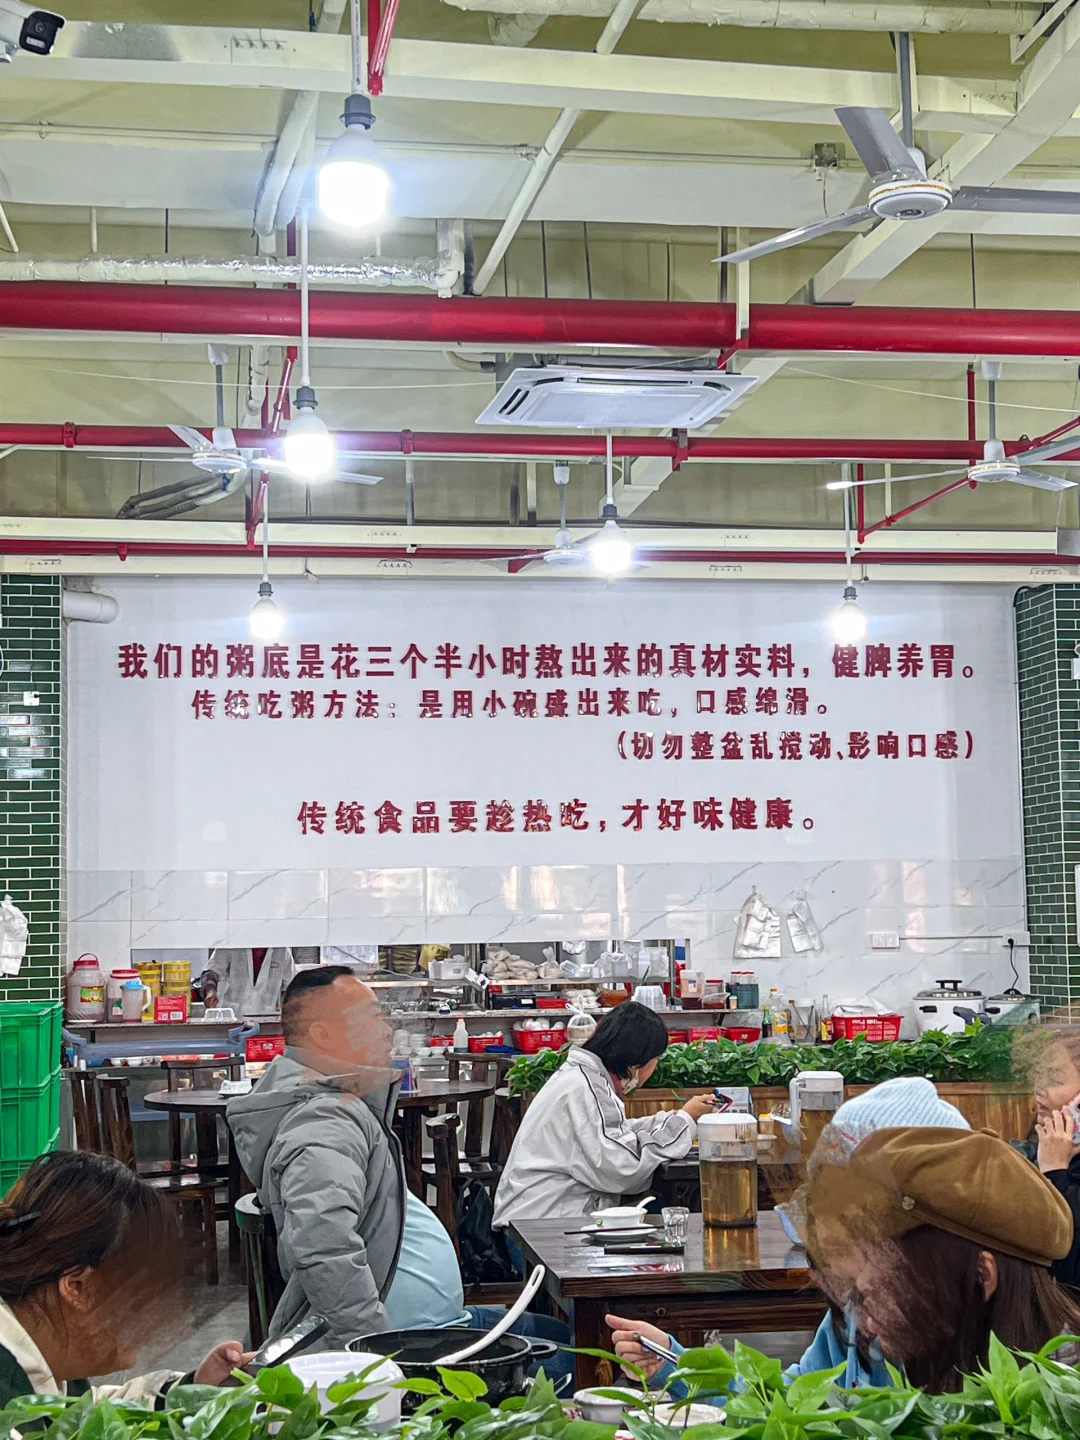 我们的粥底是花三个半小时熬出来的真材实料，健脾养胃。
传统吃粥方法：是用小碗盛出来吃，口感绵滑。
（切勿整盆乱搅动、影响口感）
传统食品要趁热吃，才好味健康。